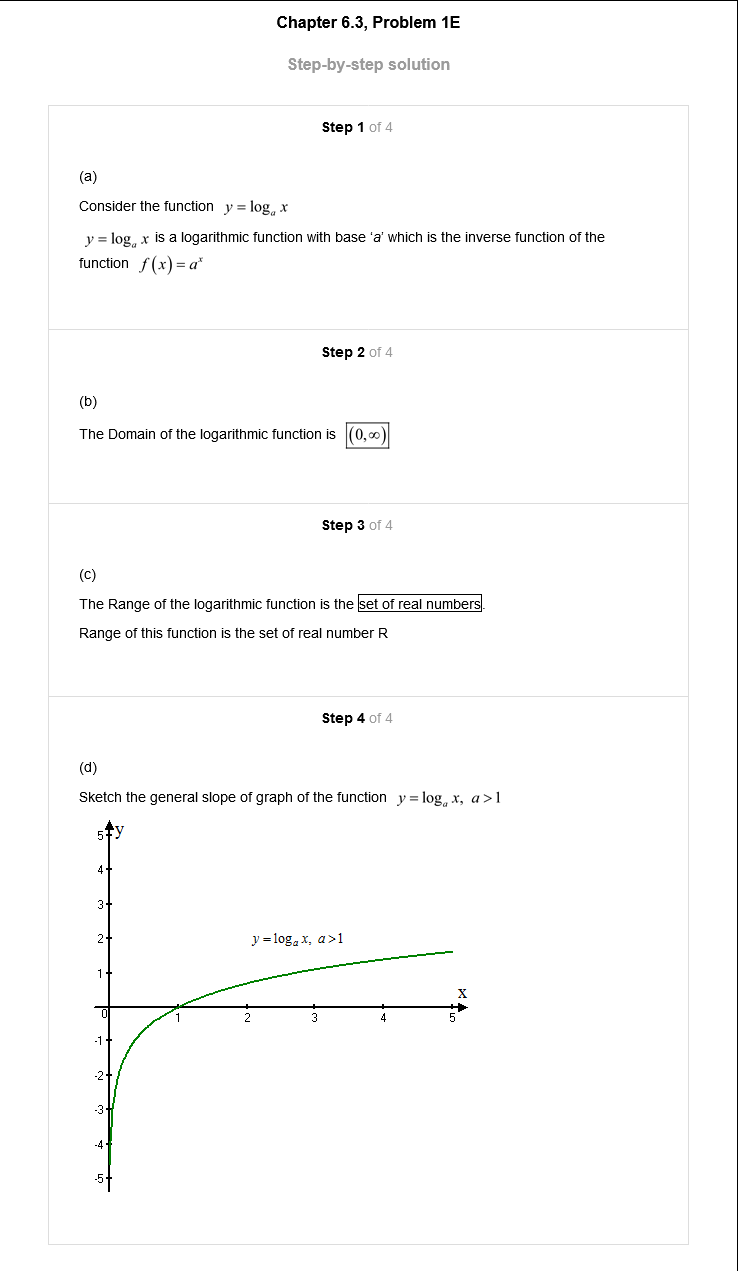 Chapter 6.3, Problem 1E
Step-by-step solution
Step 1 of 4
(a)
Consider the function y = logₐ x
y = logₐ x is a logarithmic function with base ‘a’ which is the inverse function of the
function f(x) = aˣ
Step 2 of 4
(b)
The Domain of the logarithmic function is (0,∞)
Step 3 of 4
(c)
The Range of the logarithmic function is the set of real numbers.
Range of this function is the set of real number R
Step 4 of 4
(d)
Sketch the general slope of graph of the function y = logₐ x, a > 1
5 y
4
3
2 y = logₐ x, a > 1
1
x
0 1 2 3 4 5
-1
-2
-3
-4
-5